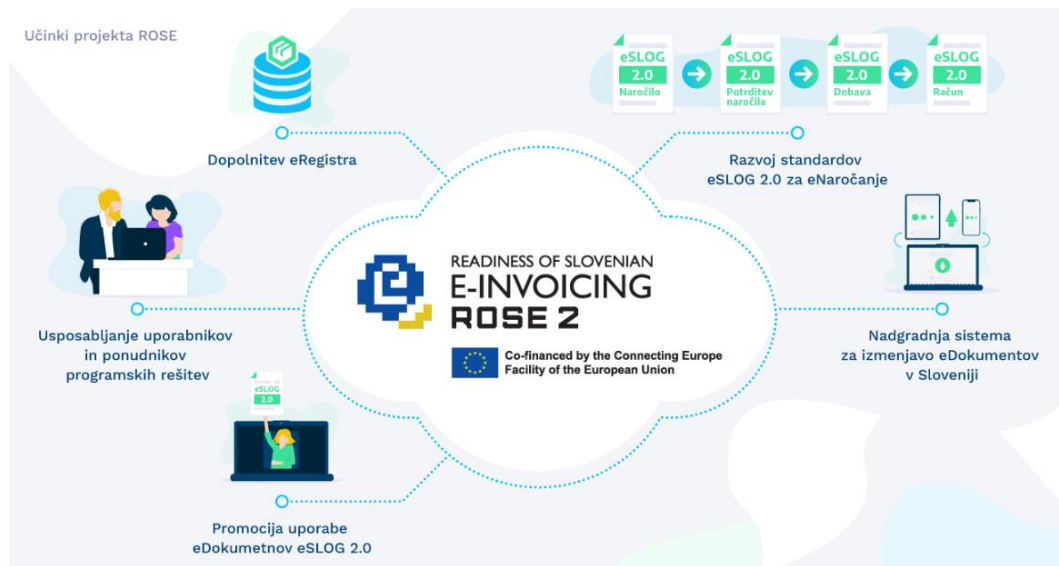 Učinki projekta ROSE
eSLOG
2.0
Naročilo
eSLOG
2.0
Potrditev
naročila
eSLOG
2.0
Dobava
eSLOG
2.0
Račun
Dopolnitev eRegistra
Razvoj standardov
eSLOG 2.0 za eNaročanje
READINESS OF SLOVENIAN
E-INVOICING
ROSE 2
Co-financed by the Connecting Europe
Facility of the European Union
Usposabljanje uporabnikov
in ponudnikov
programskih rešitev
Nadgradnja sistema
za izmenjavo eDokumentov
v Sloveniji
eSLOG
2.0
Promocija uporabe
eDokumetnov eSLOG 2.0